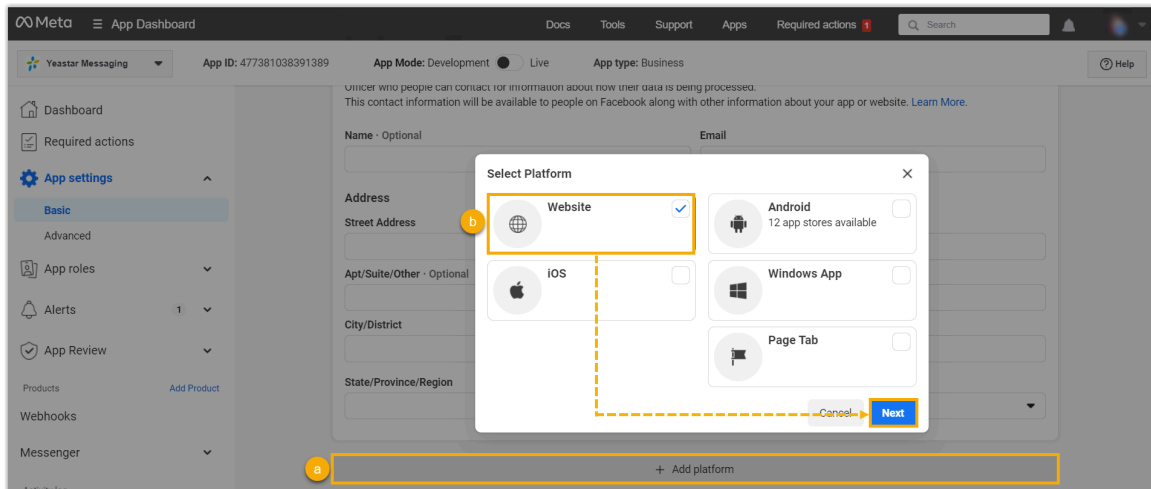 Meta App Dashboard Docs Tools Support Apps Required actions 1 Search
Yeastar Messaging App ID: 477381038391389 App Mode: Development Live App type: Business Help
Officer who people can contact for information about how their data is being processed.
This contact information will be available to people on Facebook along with other information about your app or website. Learn More.
Dashboard
Required actions
App settings
Basic
Advanced
App roles
Alerts 1
App Review
Products Add Product
Webhooks
Messenger
Name · Optional Email
Address
Street Address
Apt/Suite/Other · Optional
City/District
State/Province/Region
Select Platform
b
Website
Android
12 app stores available
iOS
Windows App
Page Tab
Cancel Next
a
+ Add platform